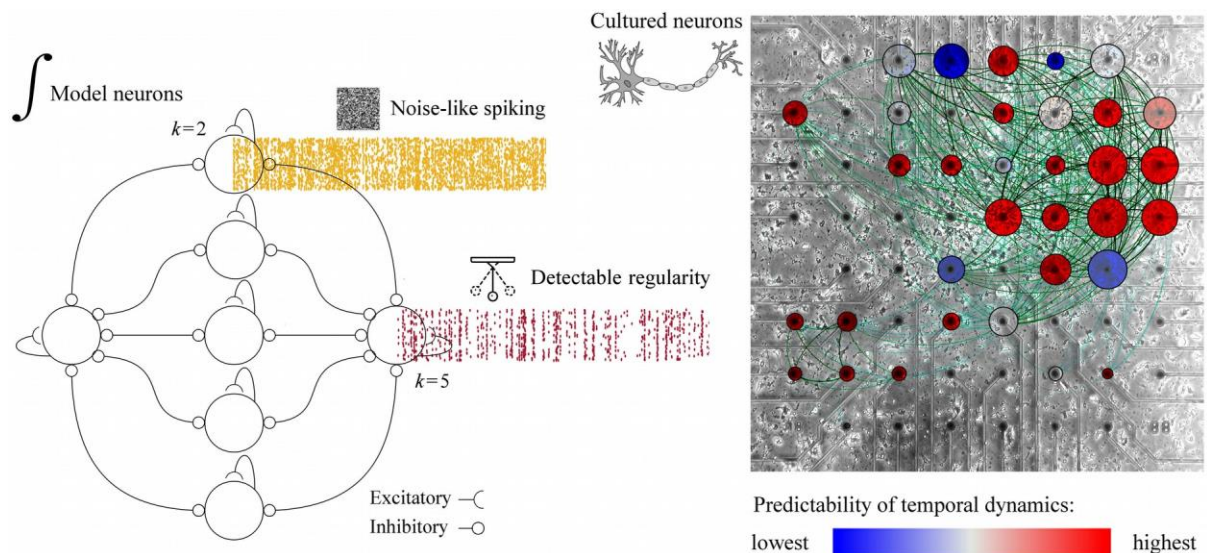 Cultured neurons
∫ Model neurons
k=2
Noise-like spiking
Detectable regularity
k=5
Excitatory
Inhibitory
Predictability of temporal dynamics:
lowest
highest